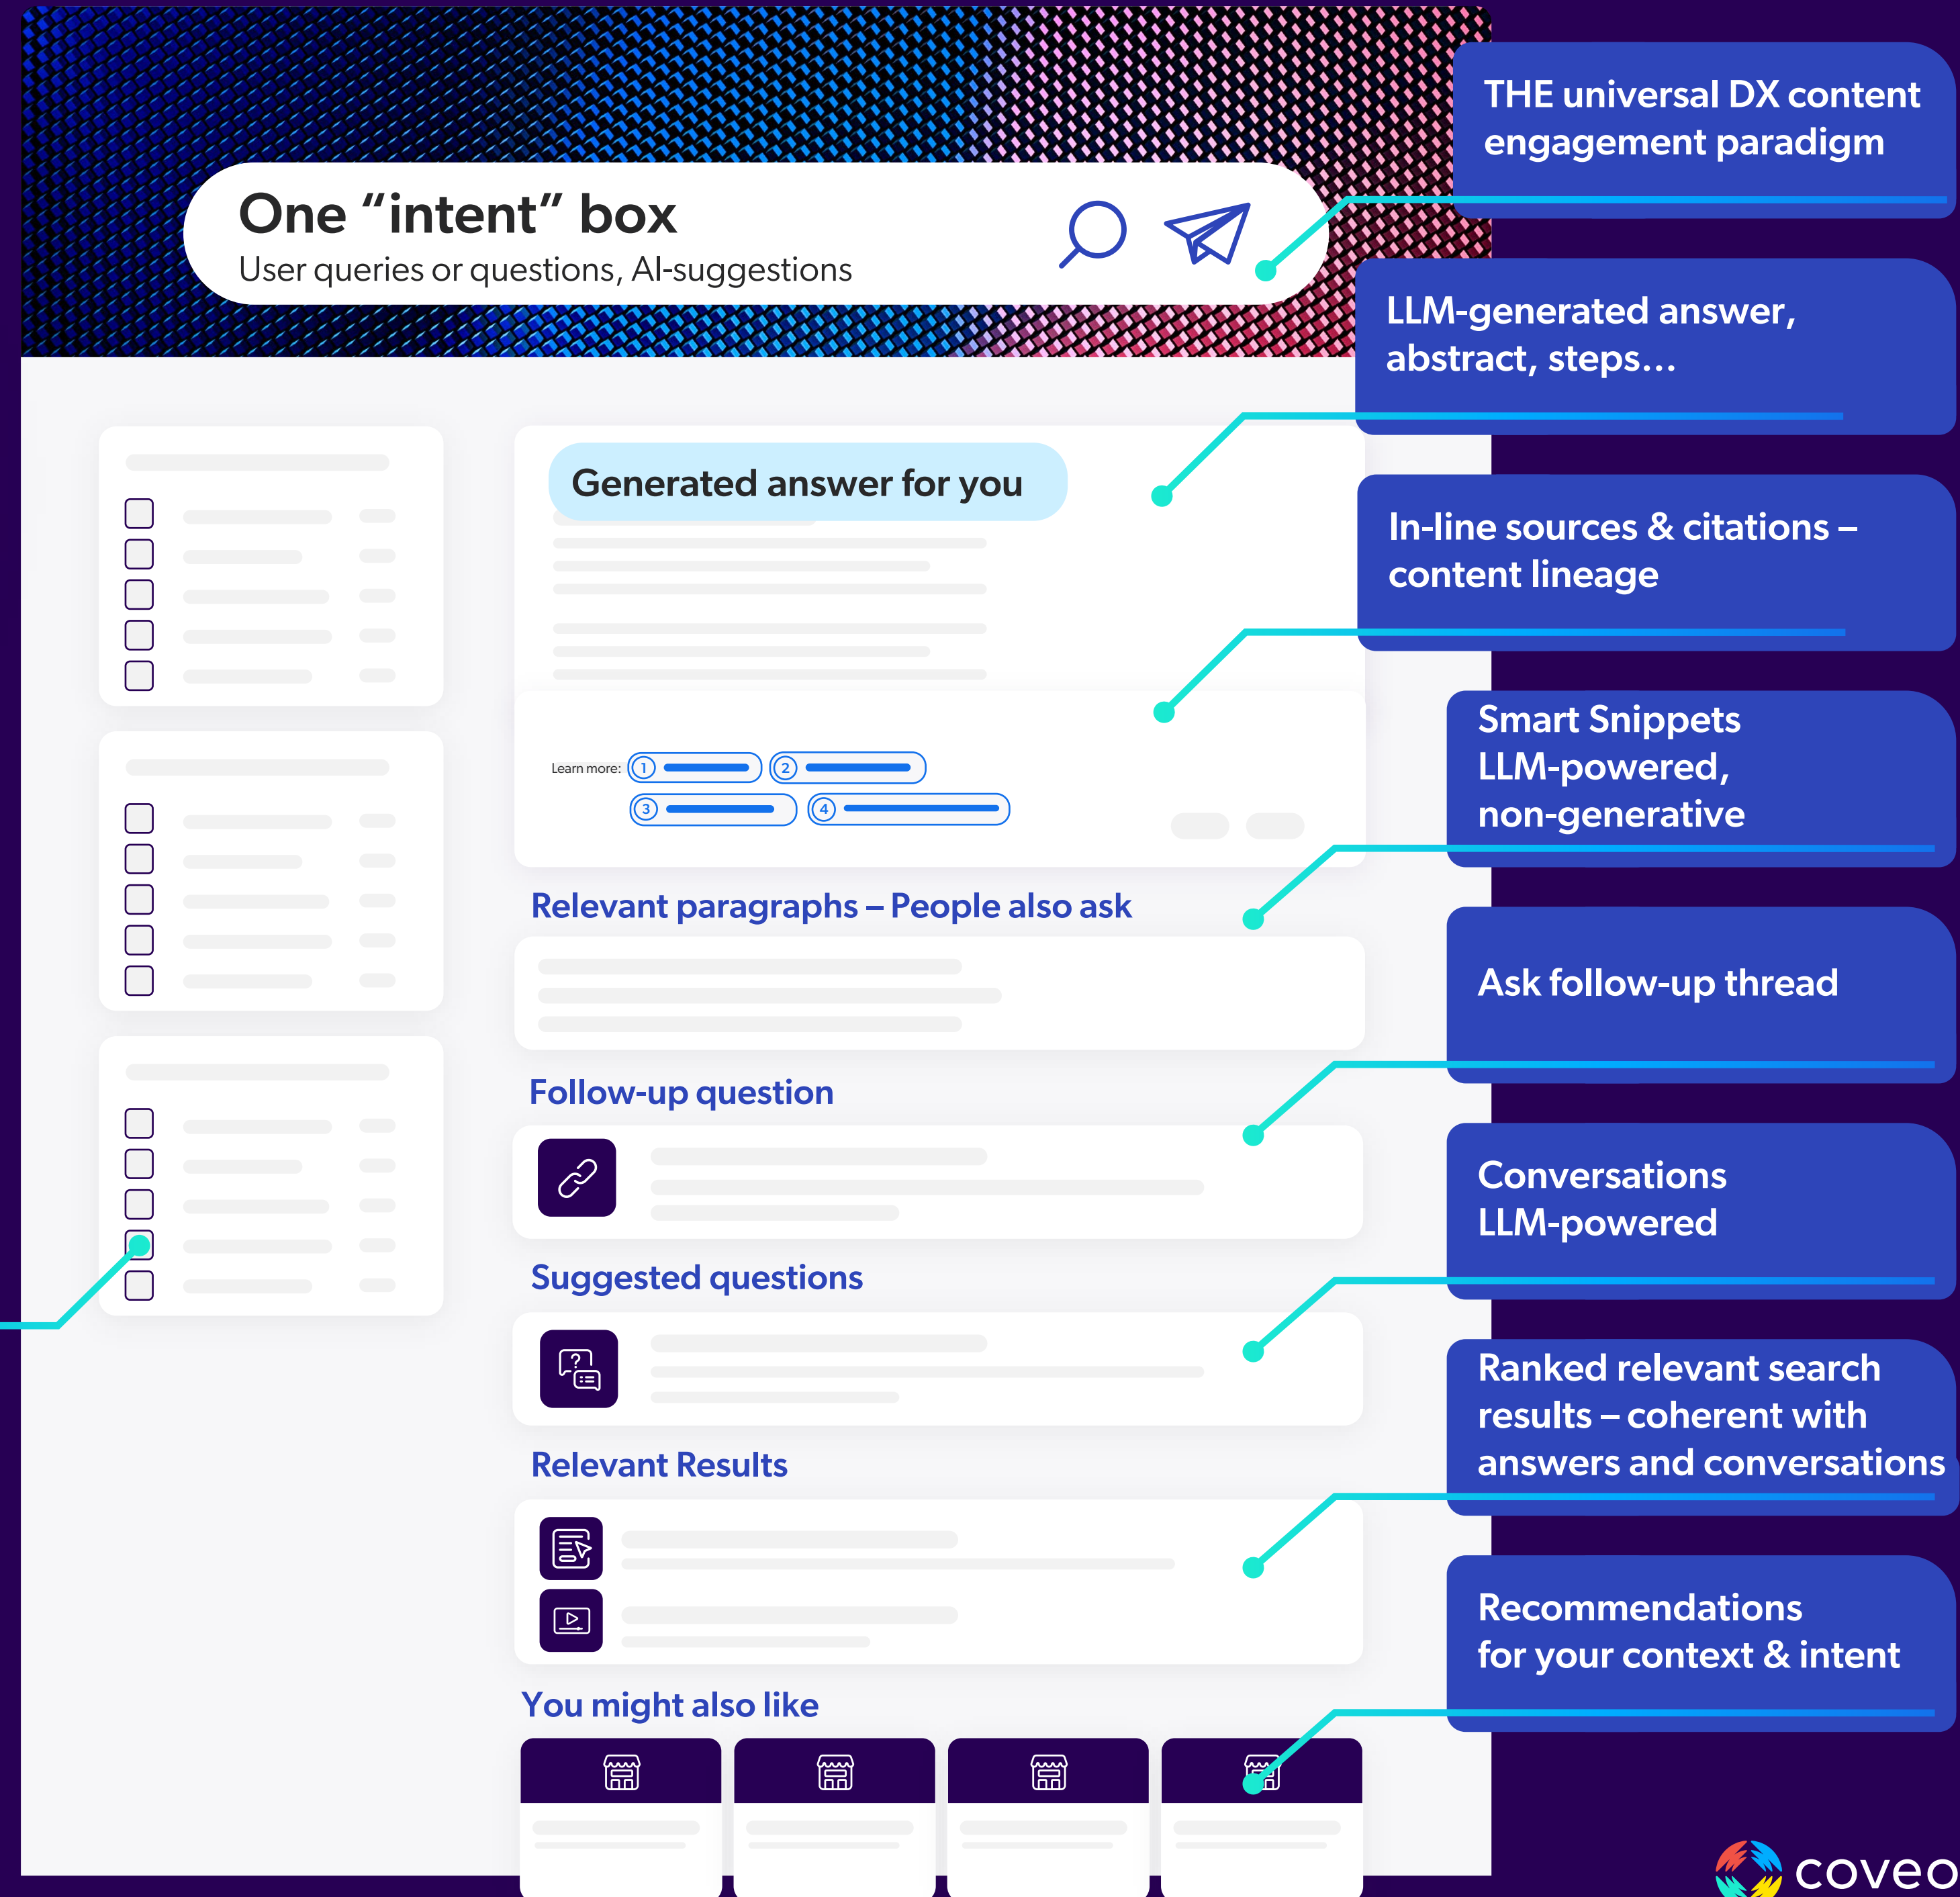 THE universal DX content
engagement paradigm
One “intent” box
User queries or questions, AI-suggestions
LLM-generated answer,
abstract, steps...
Generated answer for you
In-line sources & citations –
content lineage
Learn more:
1
2
3
4
Smart Snippets
LLM-powered,
non-generative
Relevant paragraphs – People also ask
Ask follow-up thread
Follow-up question
Conversations
LLM-powered
Suggested questions
Ranked relevant search
results – coherent with
answers and conversations
Relevant Results
Recommendations
for your context & intent
You might also like
coveo